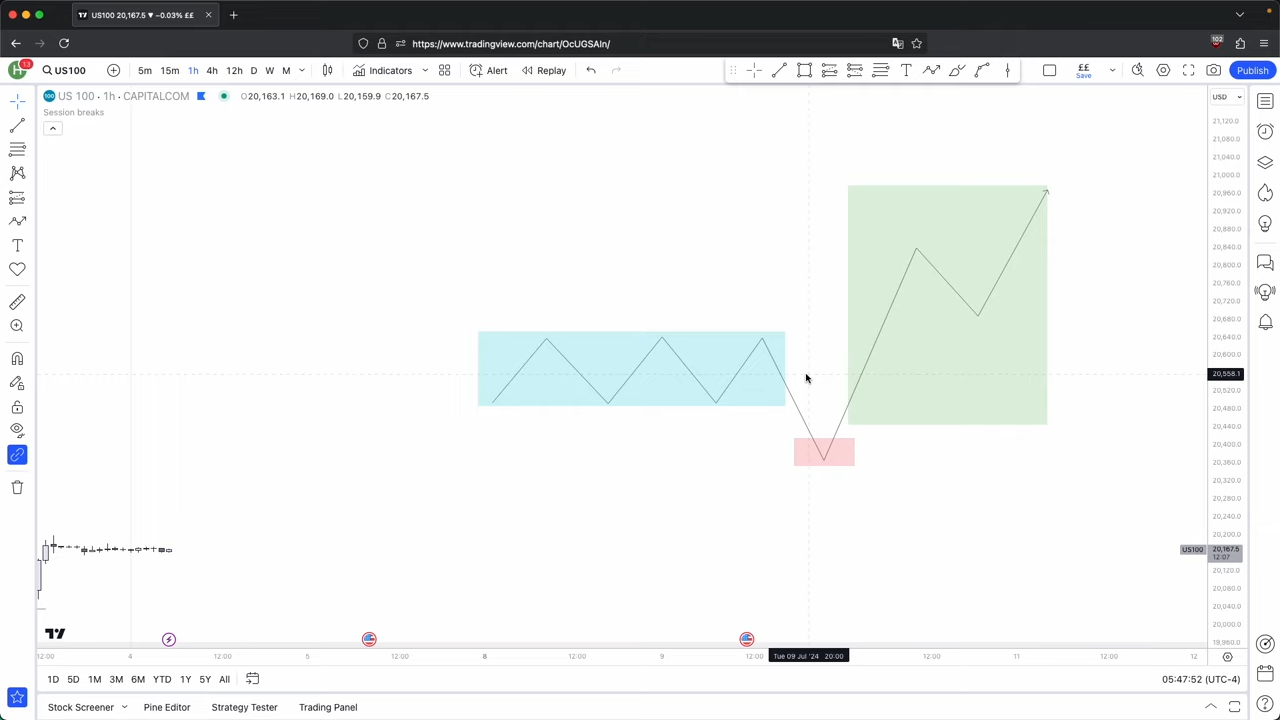 US100 20,167.5 ▼ −0.03% ££
https://www.tradingview.com/chart/OcUGSAIn/
102
13
H
US100
5m 15m 1h 4h 12h D W M
Indicators
Alert
Replay
££
Save
Publish
100 US 100 · 1h · CAPITALCOM
O20,163.1 H20,169.0 L20,159.9 C20,167.5
Session breaks
USD
21,120.0
21,080.0
21,040.0
21,000.0
20,960.0
20,920.0
20,880.0
20,840.0
20,800.0
20,760.0
20,720.0
20,680.0
20,640.0
20,600.0
20,558.1
20,520.0
20,480.0
20,440.0
20,400.0
20,360.0
20,320.0
20,280.0
20,240.0
20,200.0
US100 20,167.5
12:07
20,120.0
20,080.0
20,040.0
20,000.0
19,960.0
12:00 4 12:00 5 12:00 8 12:00 9 12:00 Tue 09 Jul '24 20:00 12:00 11 12:00 12
1D 5D 1M 3M 6M YTD 1Y 5Y All
05:47:52 (UTC-4)
Stock Screener Pine Editor Strategy Tester Trading Panel